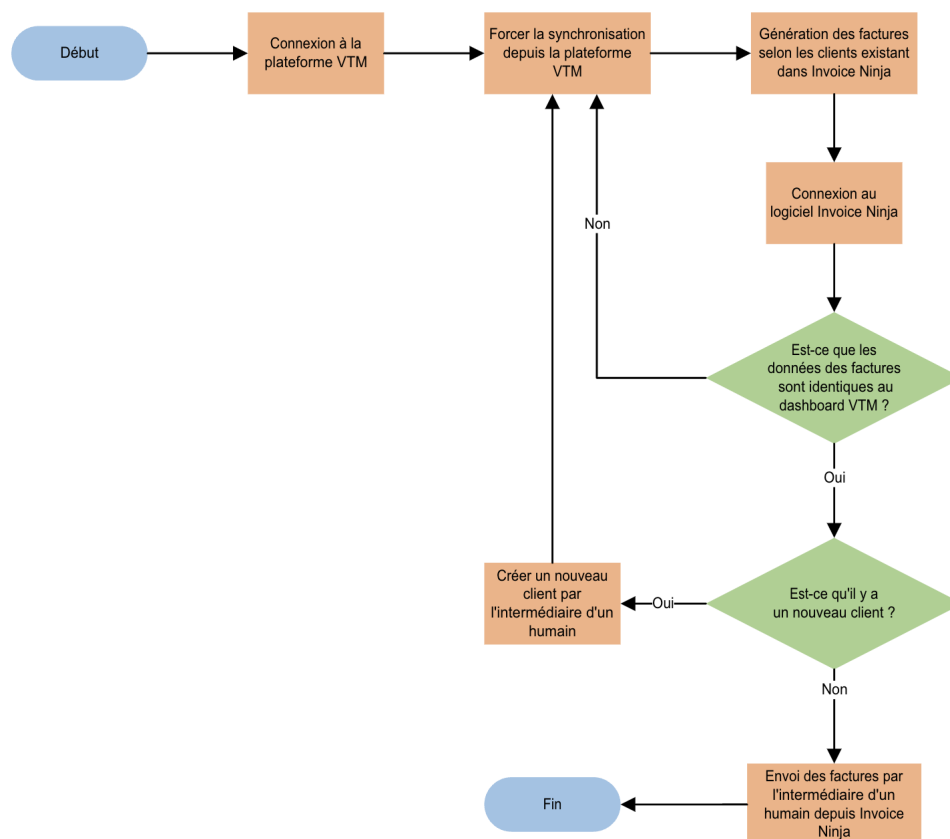 Début
Connexion à la
plateforme VTM
Forcer la synchronisation
depuis la plateforme
VTM
Génération des factures
selon les clients existant
dans Invoice Ninja
Connexion au
logiciel Invoice Ninja
Non
Est-ce que les
données des factures
sont identiques au
dashboard VTM ?
Oui
Créer un nouveau
client par
l'intermédiaire d'un
humain
Oui
Est-ce qu'il y a
un nouveau client ?
Non
Envoi des factures par
l'intermédiaire d'un
humain depuis Invoice
Ninja
Fin